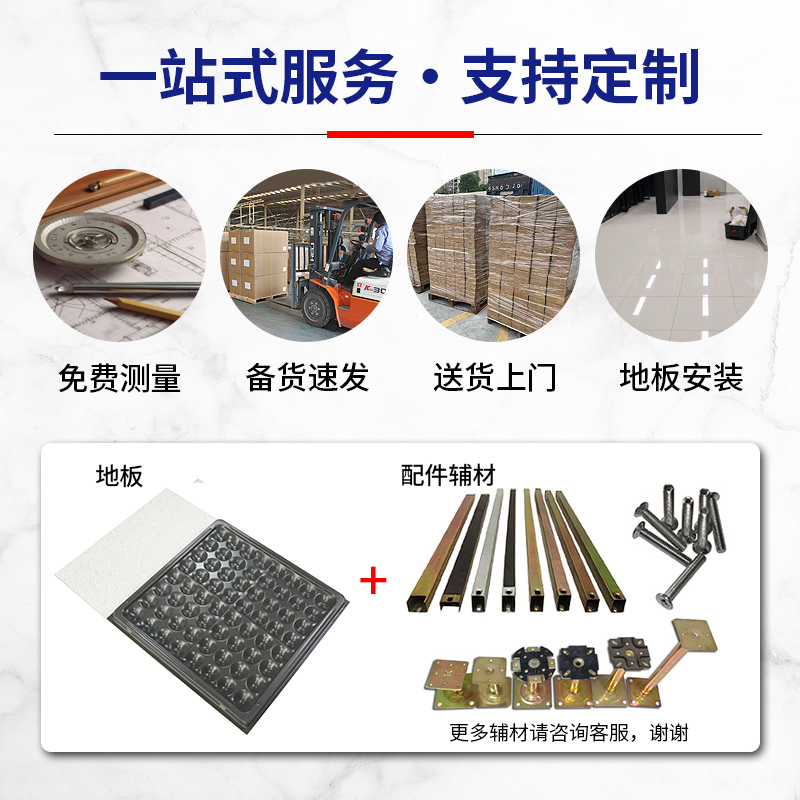 一站式服务·支持定制
免费测量
备货速发
送货上门
地板安装
地板
配件辅材
更多辅材请咨询客服，谢谢